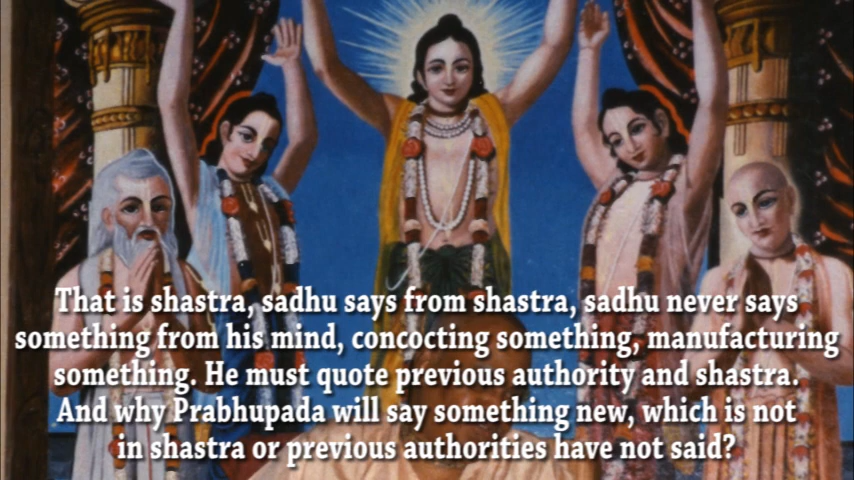 That is shastra, sadhu says from shastra, sadhu never says
something from his mind, concocting something, manufacturing
something. He must quote previous authority and shastra.
And why Prabhupada will say something new, which is not
in shastra or previous authorities have not said?